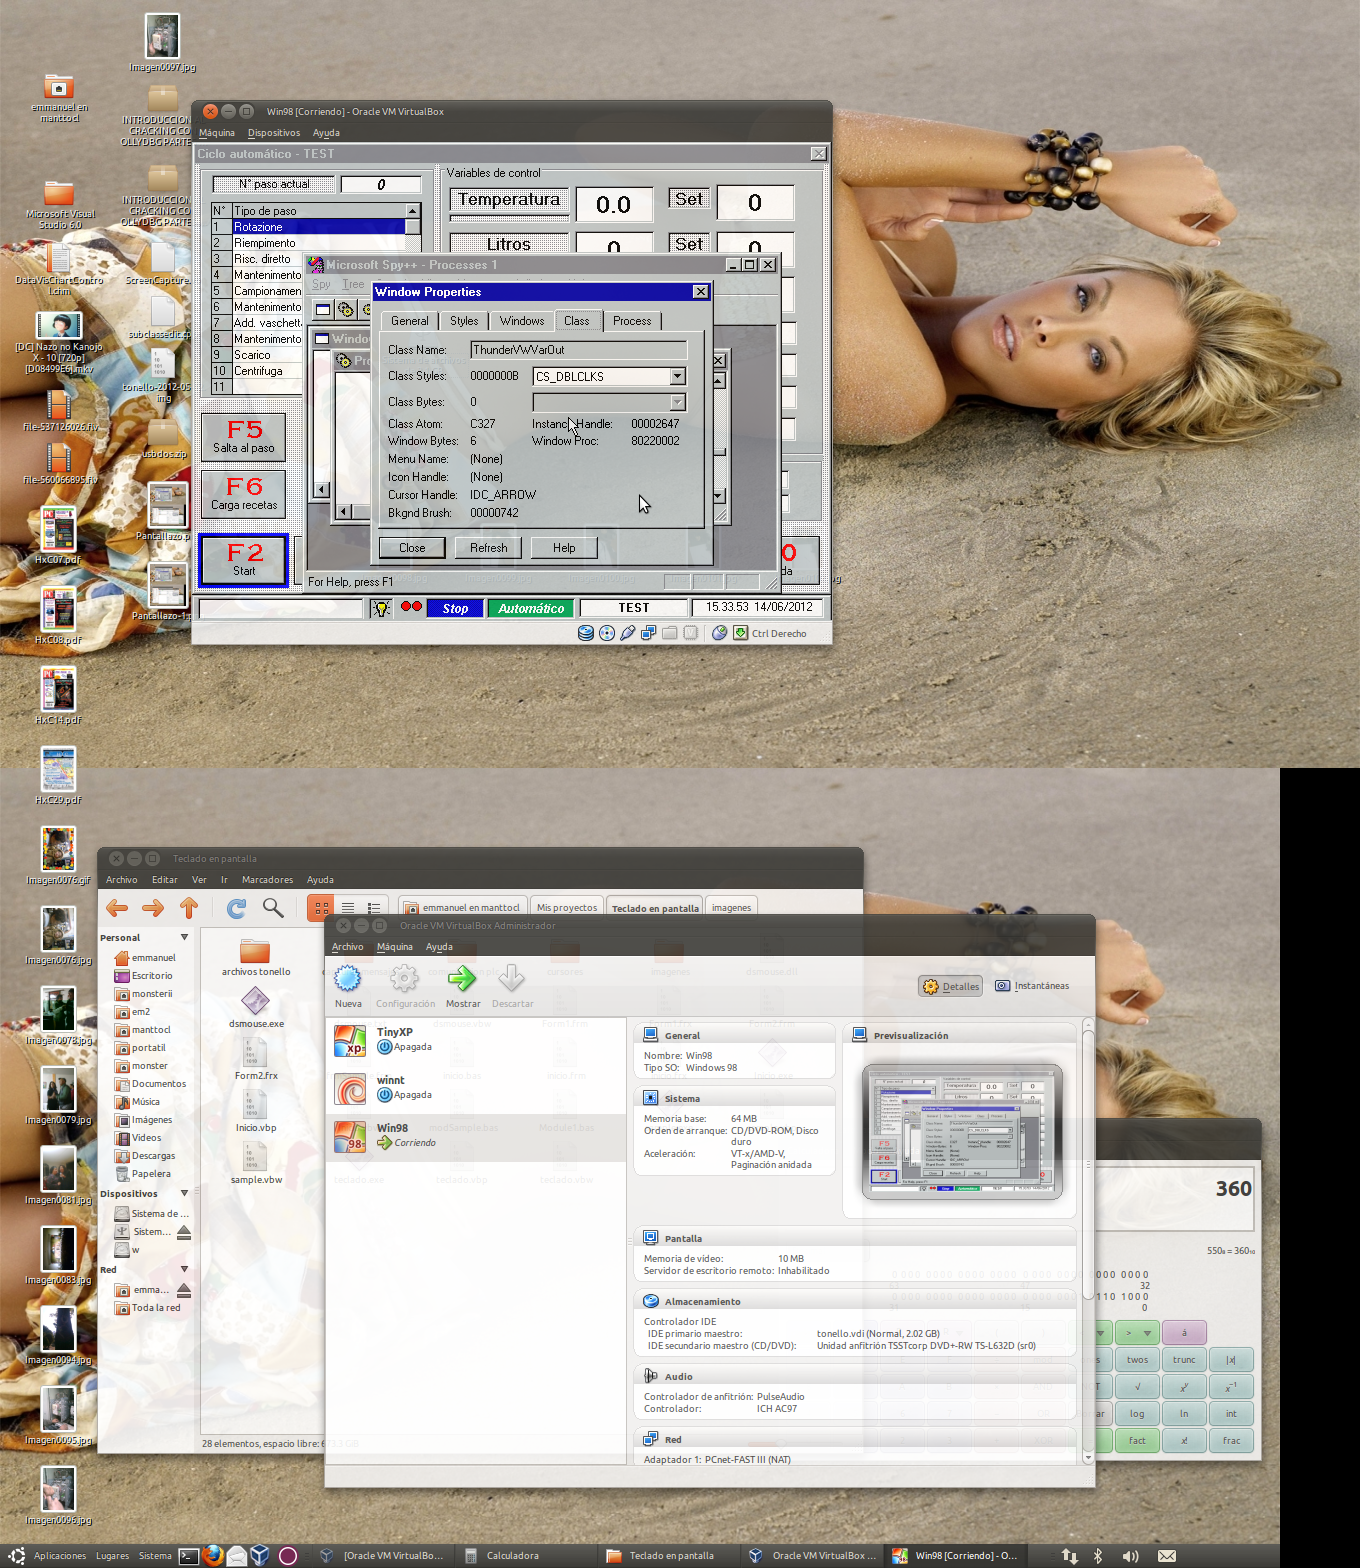 Imagen0097.jpg
emmanuel en
manttocl
INTRODUCCION
CRACKING CO
OLLYDBG PARTE
INTRODUCCION
CRACKING CO
OLLYDBG PARTE
Microsoft Visual
Studio 6.0
DataVisChartContro
l.chm
ScreenCapture.
[DC] Nazo no Kanojo
X - 10 [720p]
[D08499E6].mkv
subclassedit.zip
tonello-2012-05
img
file-537126026.flv
usbdos.zip
file-560066895.flv
Pantallazo.p
HxC07.pdf
Pantallazo-1.p
HxC08.pdf
HxC14.pdf
HxC29.pdf
Imagen0076.gif
Imagen0076.jpg
Imagen0078.jpg
Imagen0079.jpg
Imagen0081.jpg
Imagen0083.jpg
Imagen0094.jpg
Imagen0095.jpg
Imagen0096.jpg
Win98 [Corriendo] - Oracle VM VirtualBox
Máquina Dispositivos Ayuda
Ciclo automático - TEST
N° paso actual 0
N° Tipo de paso
1 Rotazione
2 Riempimento
3 Risc. diretto
4 Mantenimento
5 Campionamen
6 Mantenimento
7 Add. vaschett
8 Mantenimento
9 Scarico
10 Centrifuga
11
Variables de control
Temperatura 0.0 Set 0
Litros 0 Set 0
F5
Salta al paso
F6
Carga recetas
F2
Start
Microsoft Spy++ - Processes 1
Spy Tree
Window Properties
General Styles Windows Class Process
Class Name: ThunderVWVarOut
Class Styles: 0000000B CS_DBLCLKS
Class Bytes: 0
Class Atom: C327 Instance Handle: 00002647
Window Bytes: 6 Window Proc: 80220002
Menu Name: (None)
Icon Handle: (None)
Cursor Handle: IDC_ARROW
Bkgnd Brush: 00000742
Close Refresh Help
For Help, press F1
Stop Automático TEST 15.33.53 14/06/2012
Ctrl Derecho
Teclado en pantalla
Archivo Editar Ver Ir Marcadores Ayuda
emmanuel en manttocl Mis proyectos Teclado en pantalla imagenes
Personal
emmanuel
Escritorio
monsterii
em2
manttocl
portatil
monster
Documentos
Música
Imágenes
Videos
Descargas
Papelera
Dispositivos
Sistema de ...
Sistem...
w
Red
emma...
Toda la red
archivos tonello
dsmouse.exe
Form2.frx
Inicio.vbp
sample.vbw
28 elementos, espacio libre:
Oracle VM VirtualBox Administrador
Archivo Máquina Ayuda
Nueva Configuración Mostrar Descartar
Detalles Instantáneas
TinyXP
Apagada
winnt
Apagada
Win98
Corriendo
General
Nombre: Win98
Tipo SO: Windows 98
Sistema
Memoria base: 64 MB
Orden de arranque: CD/DVD-ROM, Disco
duro
Aceleración: VT-x/AMD-V,
Paginación anidada
Previsualización
Pantalla
Memoria de vídeo: 10 MB
Servidor de escritorio remoto: Inhabilitado
Almacenamiento
Controlador IDE
IDE primario maestro: tonello.vdi (Normal, 2.02 GB)
IDE secundario maestro (CD/DVD): Unidad anfitrión TSSTcorp DVD+-RW TS-L632D (sr0)
Audio
Controlador de anfitrión: PulseAudio
Controlador: ICH AC97
Red
Adaptador 1: PCnet-FAST III (NAT)
360
550₈ = 360₁₀
0000 0000
32
110 1000
0
> á
twos trunc |x|
√ xʸ x⁻¹
log ln int
fact x! frac
Aplicaciones Lugares Sistema
[Oracle VM VirtualBo... Calculadora Teclado en pantalla Oracle VM VirtualBox ... Win98 [Corriendo] - O...